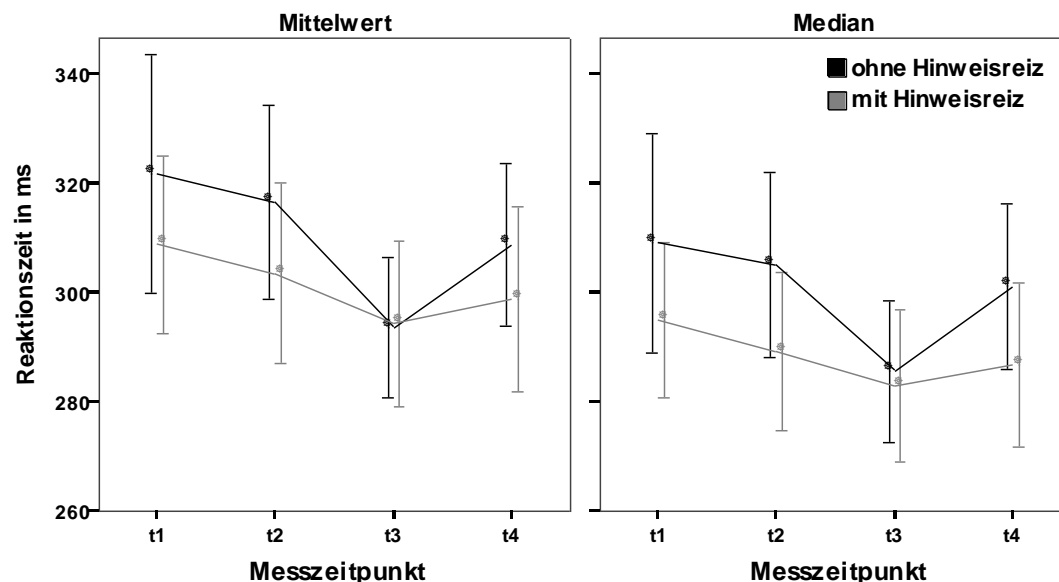 Mittelwert
Median
340
320
300
280
260
Reaktionszeit in ms
ohne Hinweisreiz
mit Hinweisreiz
t1 t2 t3 t4
t1 t2 t3 t4
Messzeitpunkt
Messzeitpunkt